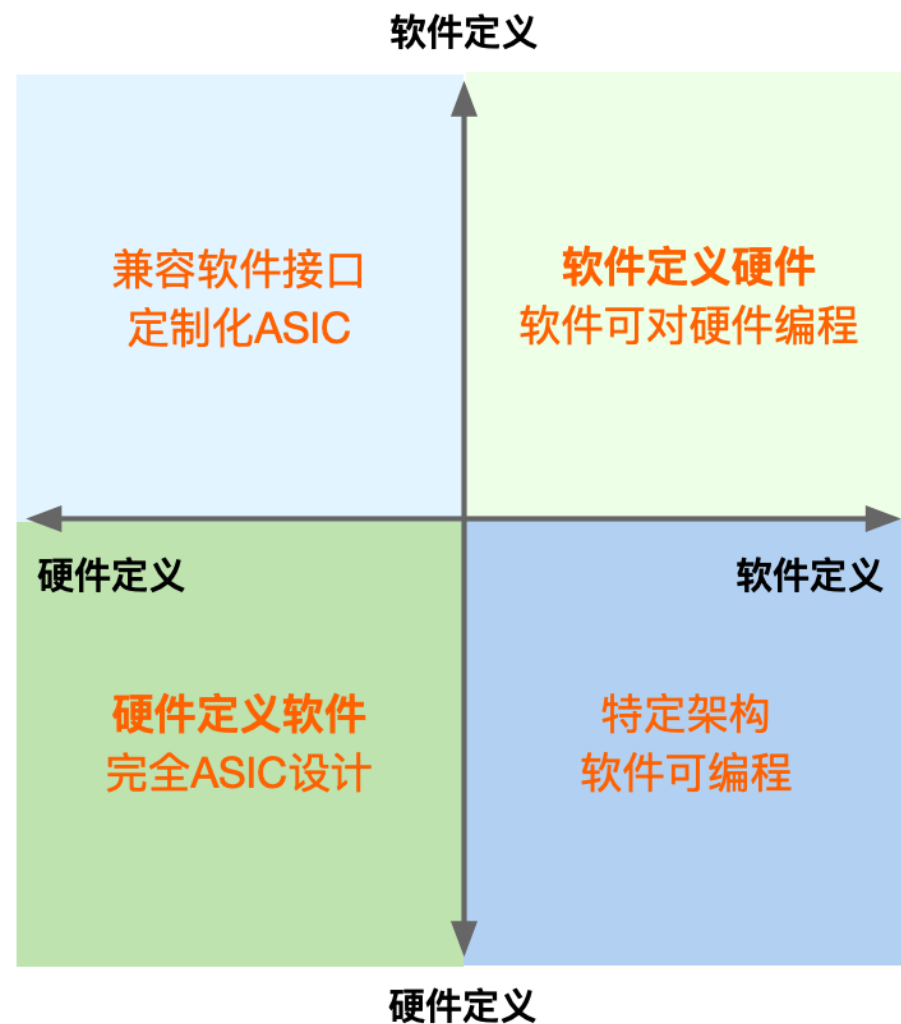 软件定义
兼容软件接口
定制化ASIC
软件定义硬件
软件可对硬件编程
硬件定义
软件定义
硬件定义软件
完全ASIC设计
特定架构
软件可编程
硬件定义